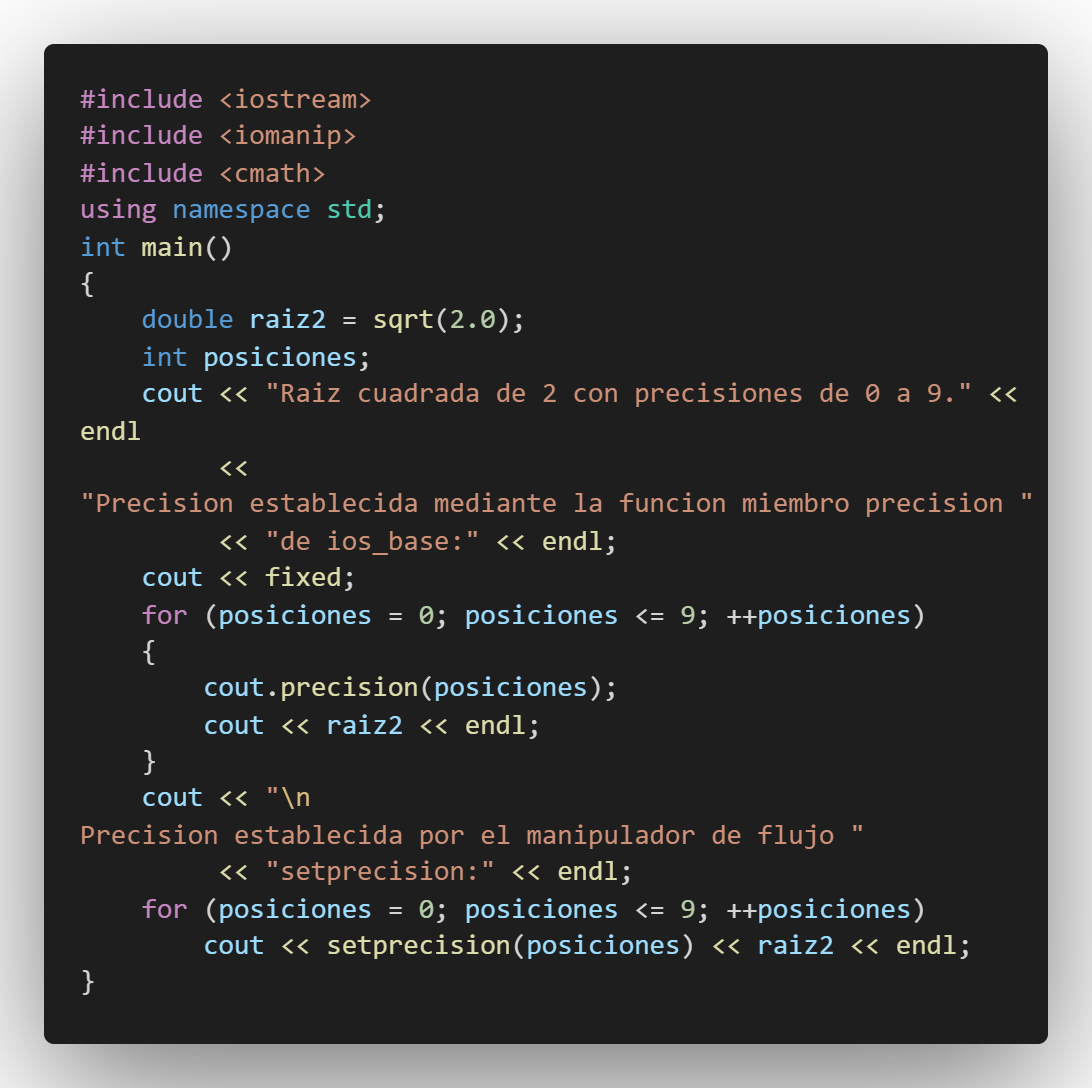 #include <iostream>
#include <iomanip>
#include <cmath>
using namespace std;
int main()
{
    double raiz2 = sqrt(2.0);
    int posiciones;
    cout << "Raiz cuadrada de 2 con precisiones de 0 a 9." <<
endl
         <<
"Precision establecida mediante la funcion miembro precision "
         << "de ios_base:" << endl;
    cout << fixed;
    for (posiciones = 0; posiciones <= 9; ++posiciones)
    {
        cout.precision(posiciones);
        cout << raiz2 << endl;
    }
    cout << "\n
Precision establecida por el manipulador de flujo "
         << "setprecision:" << endl;
    for (posiciones = 0; posiciones <= 9; ++posiciones)
        cout << setprecision(posiciones) << raiz2 << endl;
}